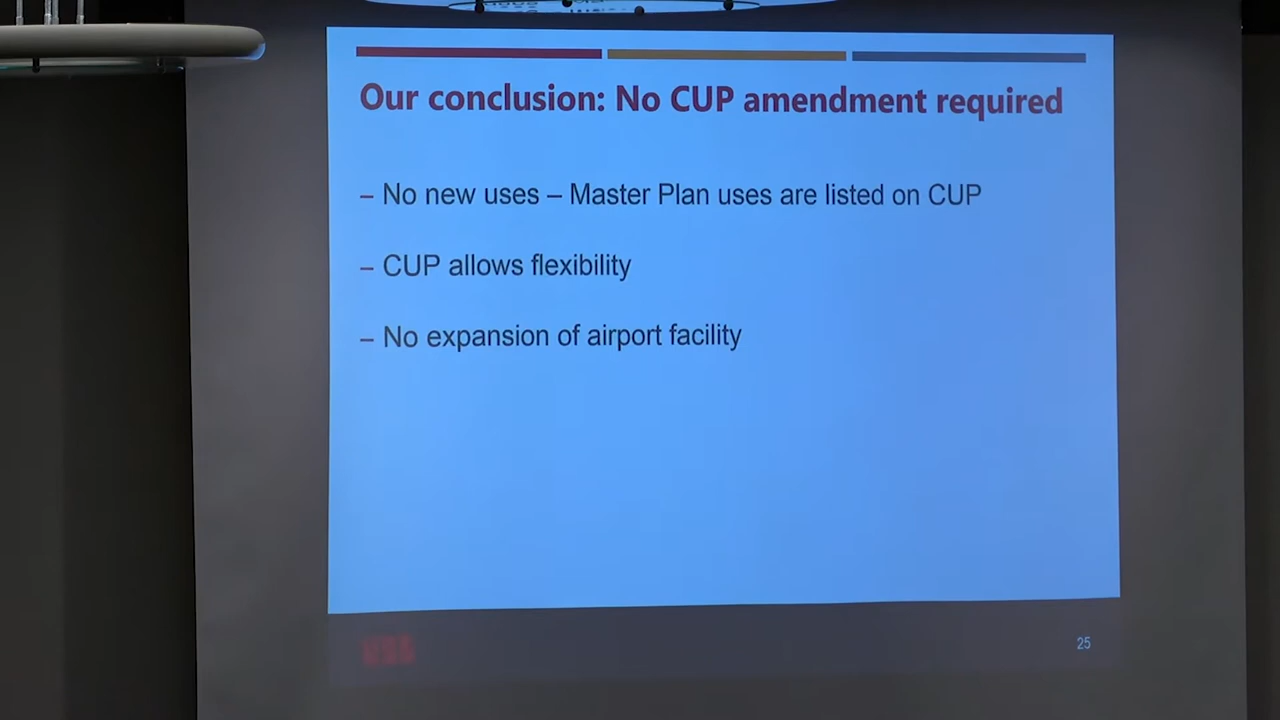 Our conclusion: No CUP amendment required
– No new uses – Master Plan uses are listed on CUP
– CUP allows flexibility
– No expansion of airport facility
25